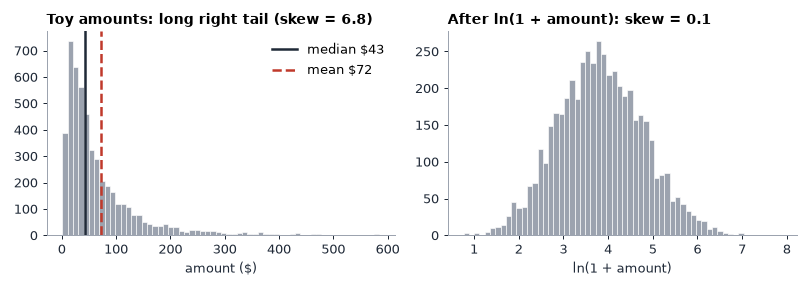 Toy amounts: long right tail (skew = 6.8)
median $43
mean $72
700
600
500
400
300
200
100
0
0 100 200 300 400 500 600
amount ($)
After ln(1 + amount): skew = 0.1
250
200
150
100
50
0
1 2 3 4 5 6 7 8
ln(1 + amount)